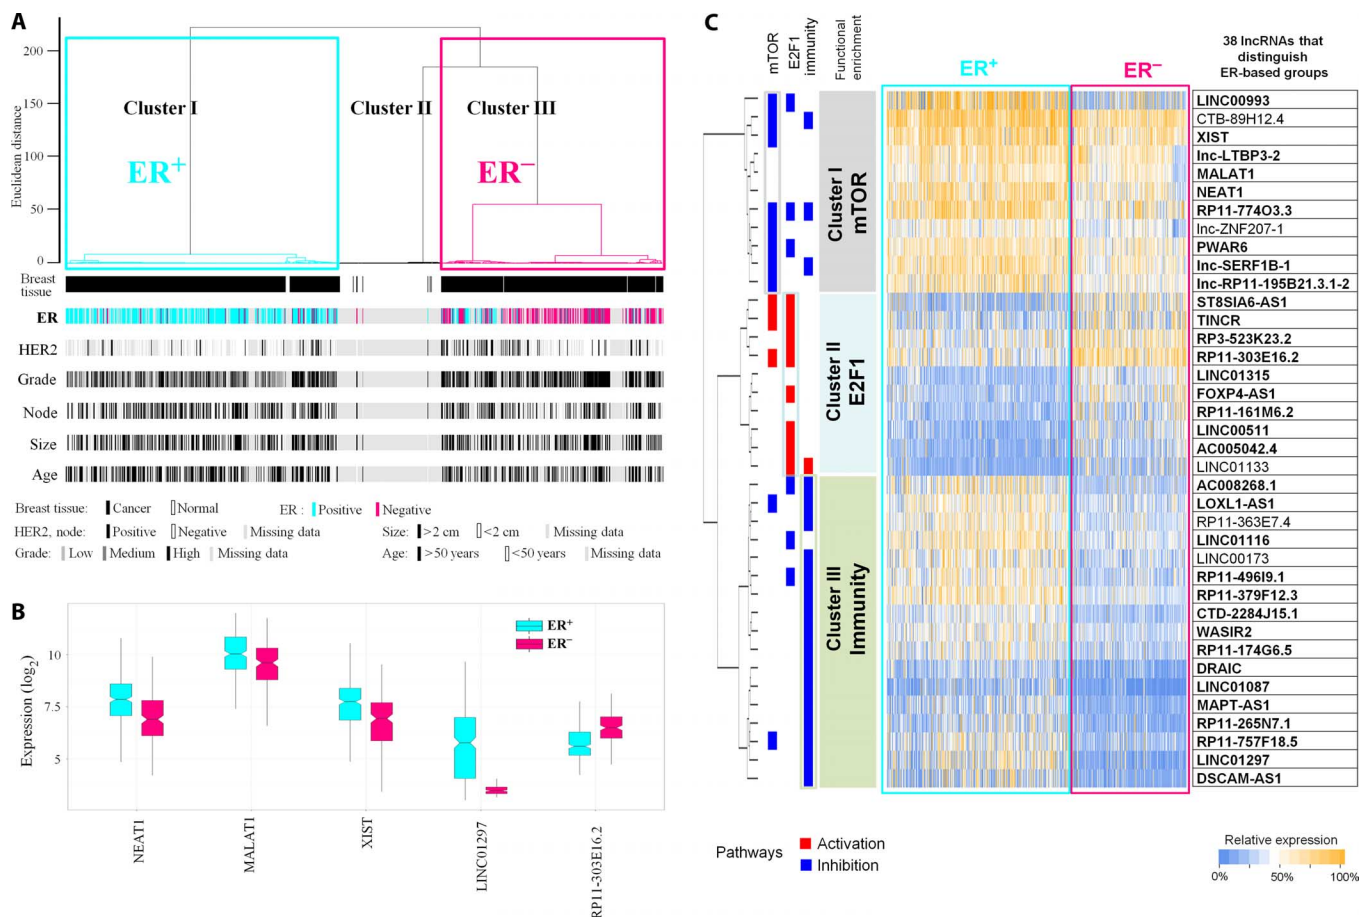 A
Euclidean distance
200
150
100
50
0
Cluster I
Cluster II
Cluster III
ER+
ER−
Breast
tissue
ER
HER2
Grade
Node
Size
Age
Breast tissue: Cancer Normal ER : Positive Negative
HER2, node: Positive Negative Missing data Size: >2 cm <2 cm Missing data
Grade: Low Medium High Missing data Age: >50 years <50 years Missing data
B
Expression (log2)
10
7.5
5
ER+
ER−
NEAT1
MALAT1
XIST
LINC01297
RP11-303E16.2
C
mTOR
E2F1
immunity
Functional
enrichment
ER+
ER−
38 lncRNAs that
distinguish
ER-based groups
Cluster I
mTOR
Cluster II
E2F1
Cluster III
Immunity
LINC00993
CTB-89H12.4
XIST
lnc-LTBP3-2
MALAT1
NEAT1
RP11-774O3.3
lnc-ZNF207-1
PWAR6
lnc-SERF1B-1
lnc-RP11-195B21.3.1-2
ST8SIA6-AS1
TINCR
RP3-523K23.2
RP11-303E16.2
LINC01315
FOXP4-AS1
RP11-161M6.2
LINC00511
AC005042.4
LINC01133
AC008268.1
LOXL1-AS1
RP11-363E7.4
LINC01116
LINC00173
RP11-496I9.1
RP11-379F12.3
CTD-2284J15.1
WASIR2
RP11-174G6.5
DRAIC
LINC01087
MAPT-AS1
RP11-265N7.1
RP11-757F18.5
LINC01297
DSCAM-AS1
Pathways
Activation
Inhibition
Relative expression
0% 50% 100%